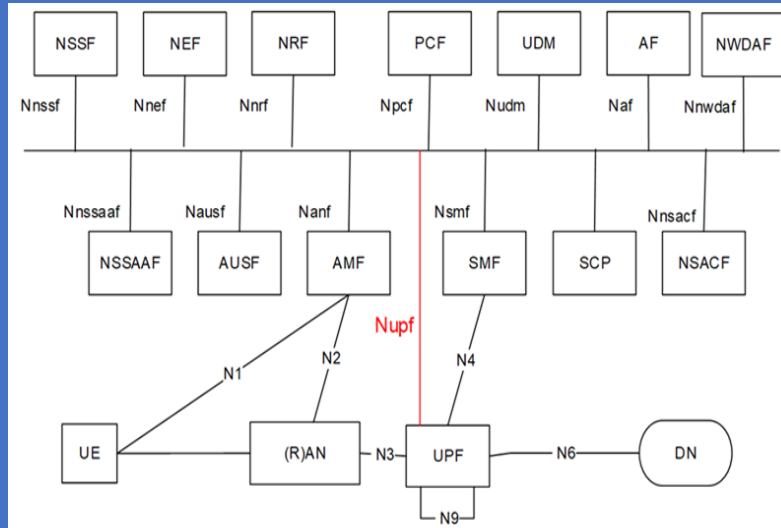 NSSF
NEF
NRF
PCF
UDM
AF
NWDAF
Nnssf
Nnef
Nnrf
Npcf
Nudm
Naf
Nnwdaf
Nnssaaf
Nausf
Nanf
Nsmf
Nnsacf
NSSAAF
AUSF
AMF
SMF
SCP
NSACF
Nupf
N1
N2
N4
UE
(R)AN
N3
UPF
N6
DN
N9